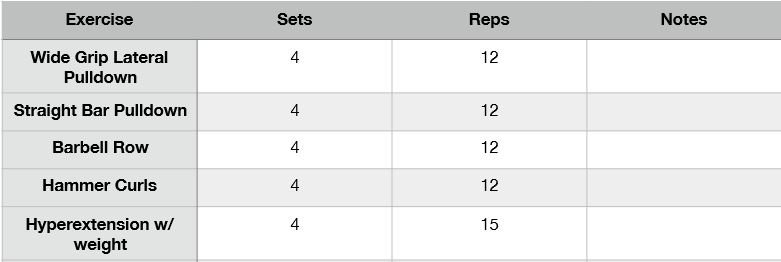 Exercise Sets Reps Notes
Wide Grip Lateral
Pulldown 4 12
Straight Bar Pulldown 4 12
Barbell Row 4 12
Hammer Curls 4 12
Hyperextension w/
weight 4 15